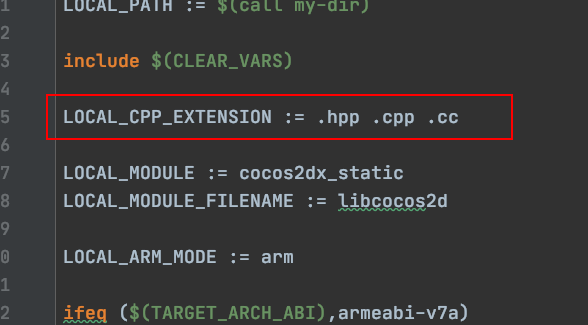 1 LOCAL_PATH := $(call my-dir)
2
3 include $(CLEAR_VARS)
4
5 LOCAL_CPP_EXTENSION := .hpp .cpp .cc
6
7 LOCAL_MODULE := cocos2dx_static
8 LOCAL_MODULE_FILENAME := libcocos2d
9
0 LOCAL_ARM_MODE := arm
1
2 ifeq ($(TARGET_ARCH_ABI),armeabi-v7a)